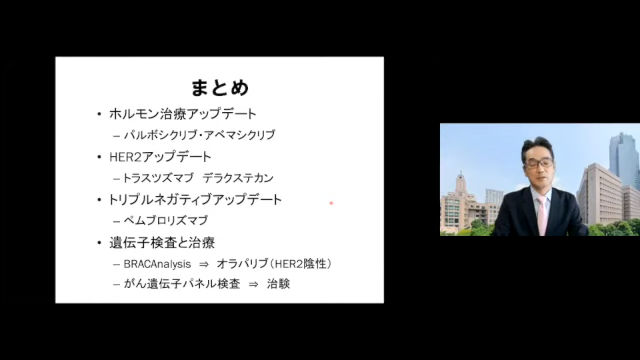 まとめ
• ホルモン治療アップデート
– パルボシクリブ・アベマシクリブ
• HER2アップデート
– トラスツズマブ デラクステカン
• トリプルネガティブアップデート
– ペムブロリズマブ
• 遺伝子検査と治療
– BRACAnalysis ⇒ オラパリブ（HER2陰性）
– がん遺伝子パネル検査 ⇒ 治験